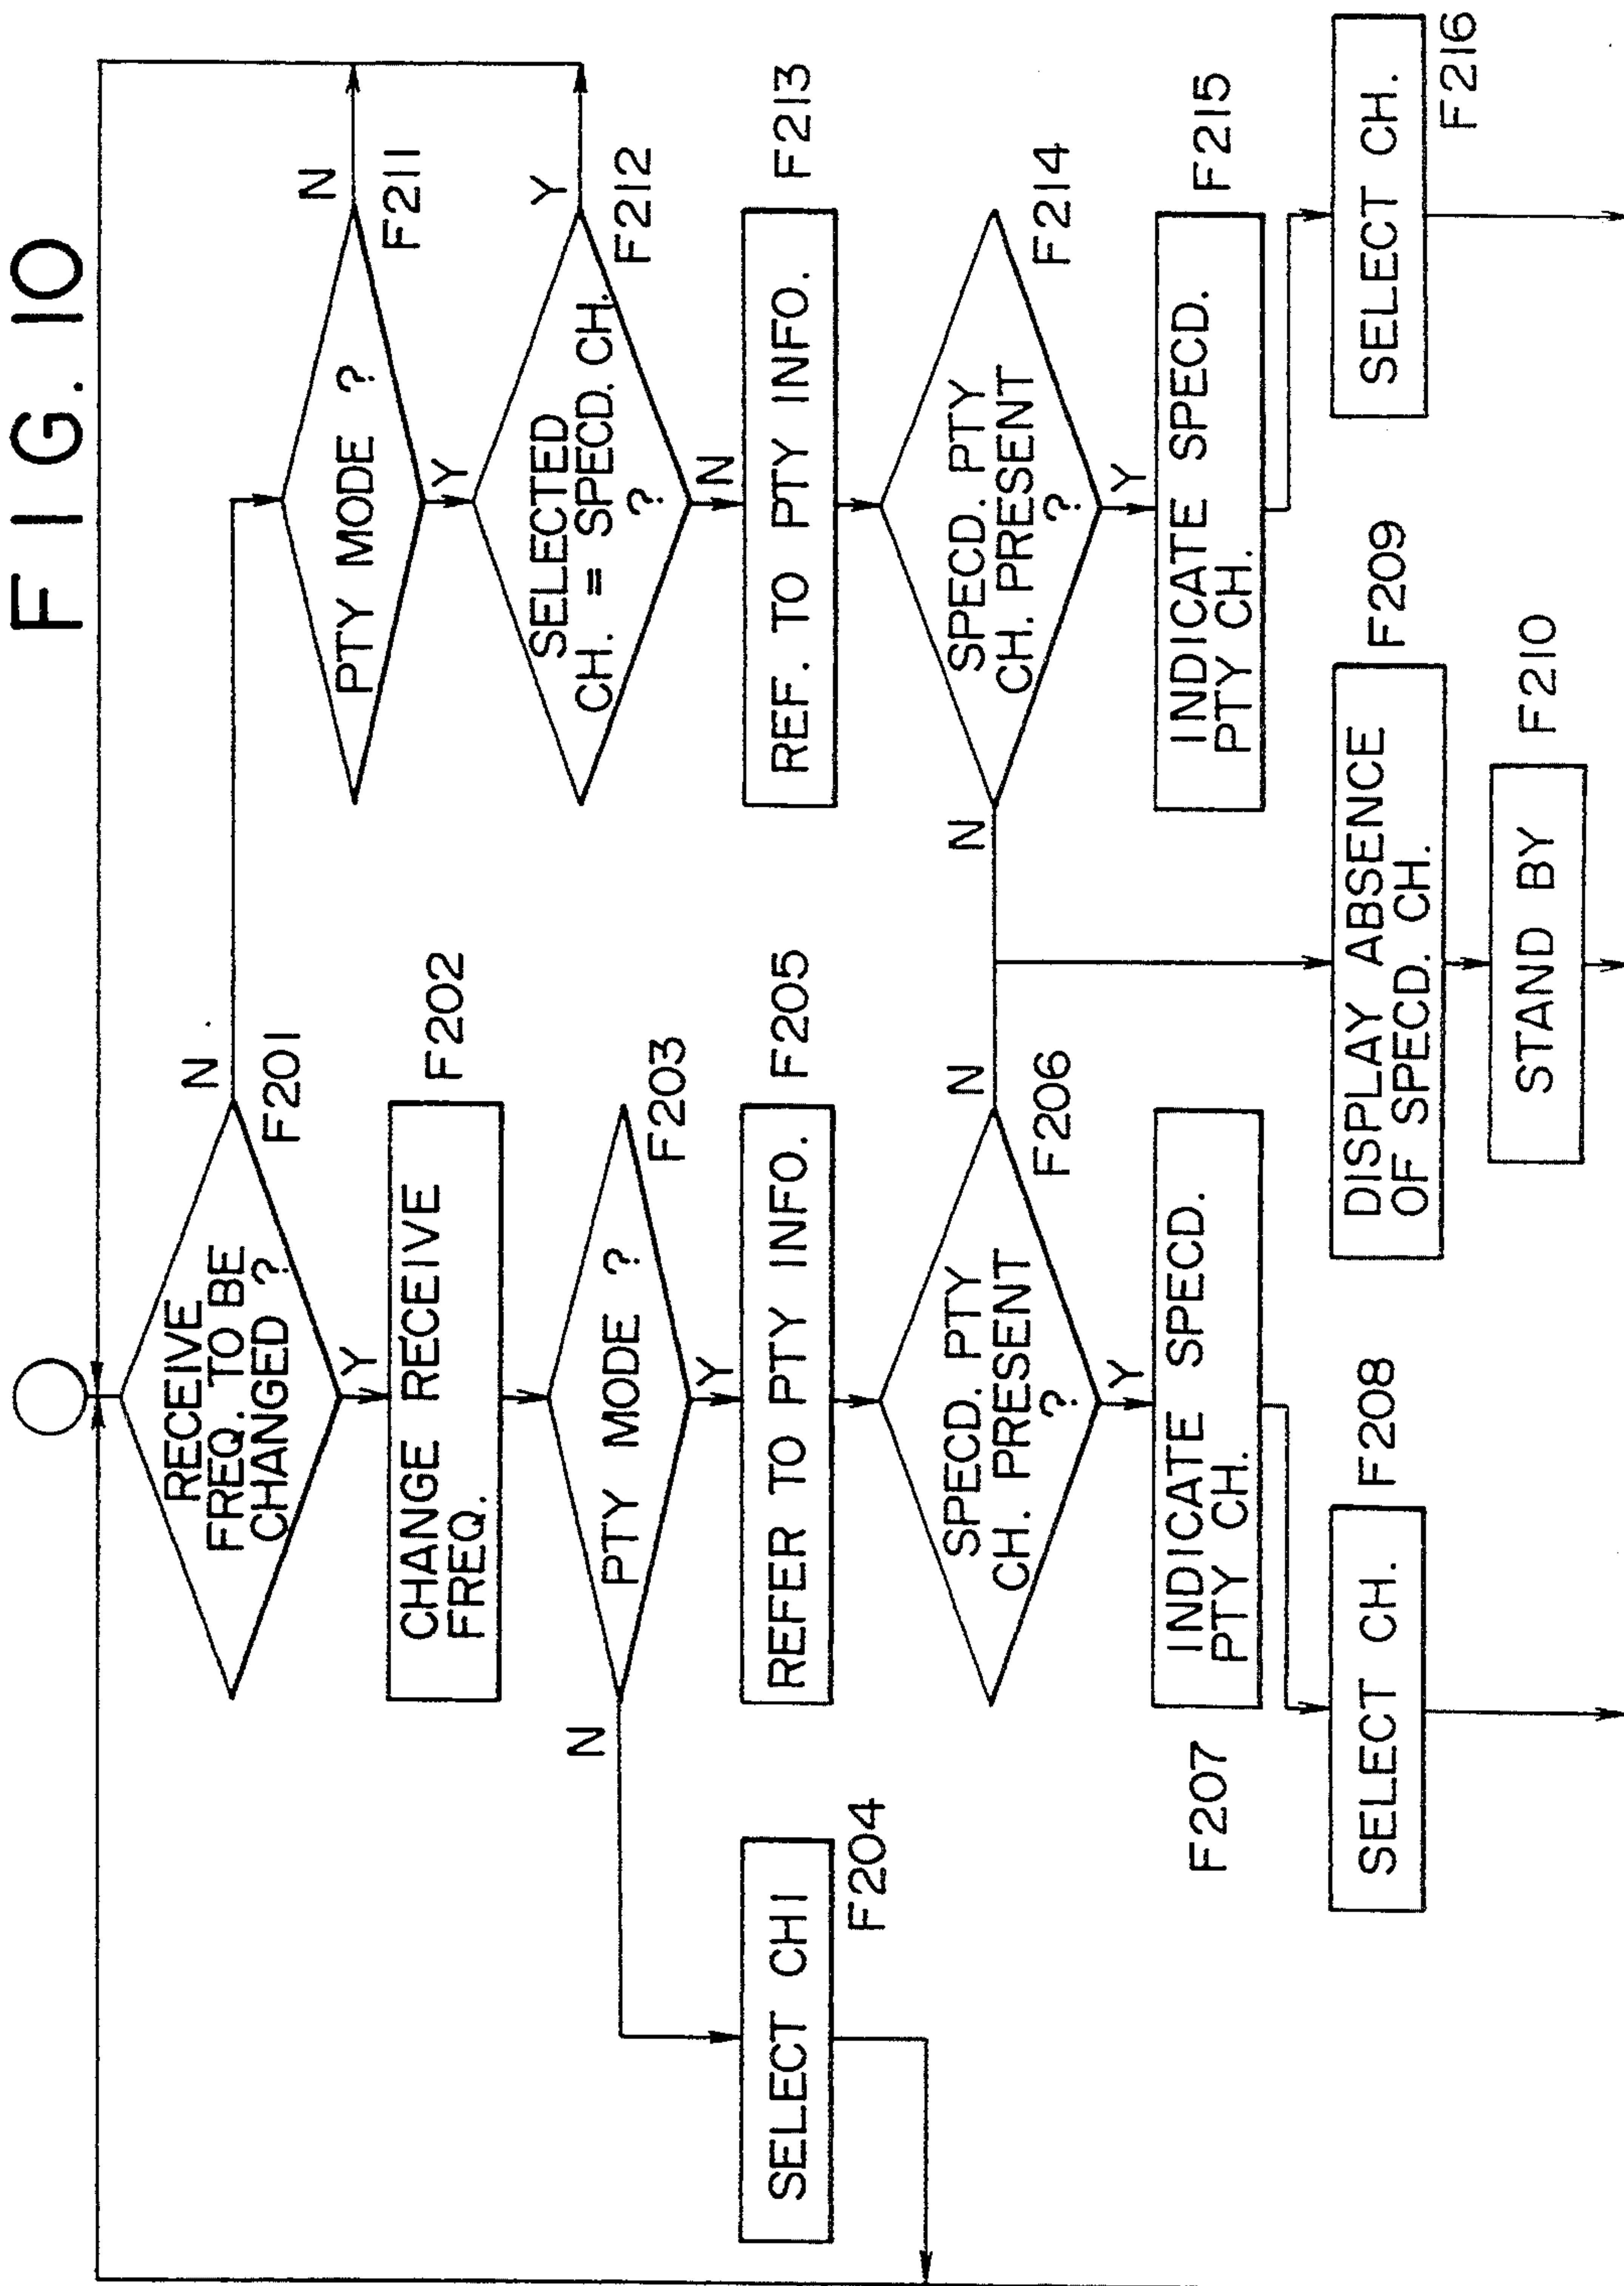 FIG. 10
RECEIVE
FREQ. TO BE
CHANGED ?
N
F201
Y
CHANGE RECEIVE
FREQ.
F202
PTY MODE ?
N
F203
Y
SELECT CH1
F204
REFER TO PTY INFO.
F205
SPECD. PTY
CH. PRESENT
?
N
F206
Y
INDICATE SPECD.
PTY CH.
F207
SELECT CH.
F208
DISPLAY ABSENCE
OF SPECD. CH.
F209
STAND BY
F210
PTY MODE ?
N
F211
Y
SELECTED
CH. = SPECD. CH.
?
Y
F212
N
REF. TO PTY INFO.
F213
SPECD. PTY
CH. PRESENT
?
N
F214
Y
INDICATE SPECD.
PTY CH.
F215
SELECT CH.
F216